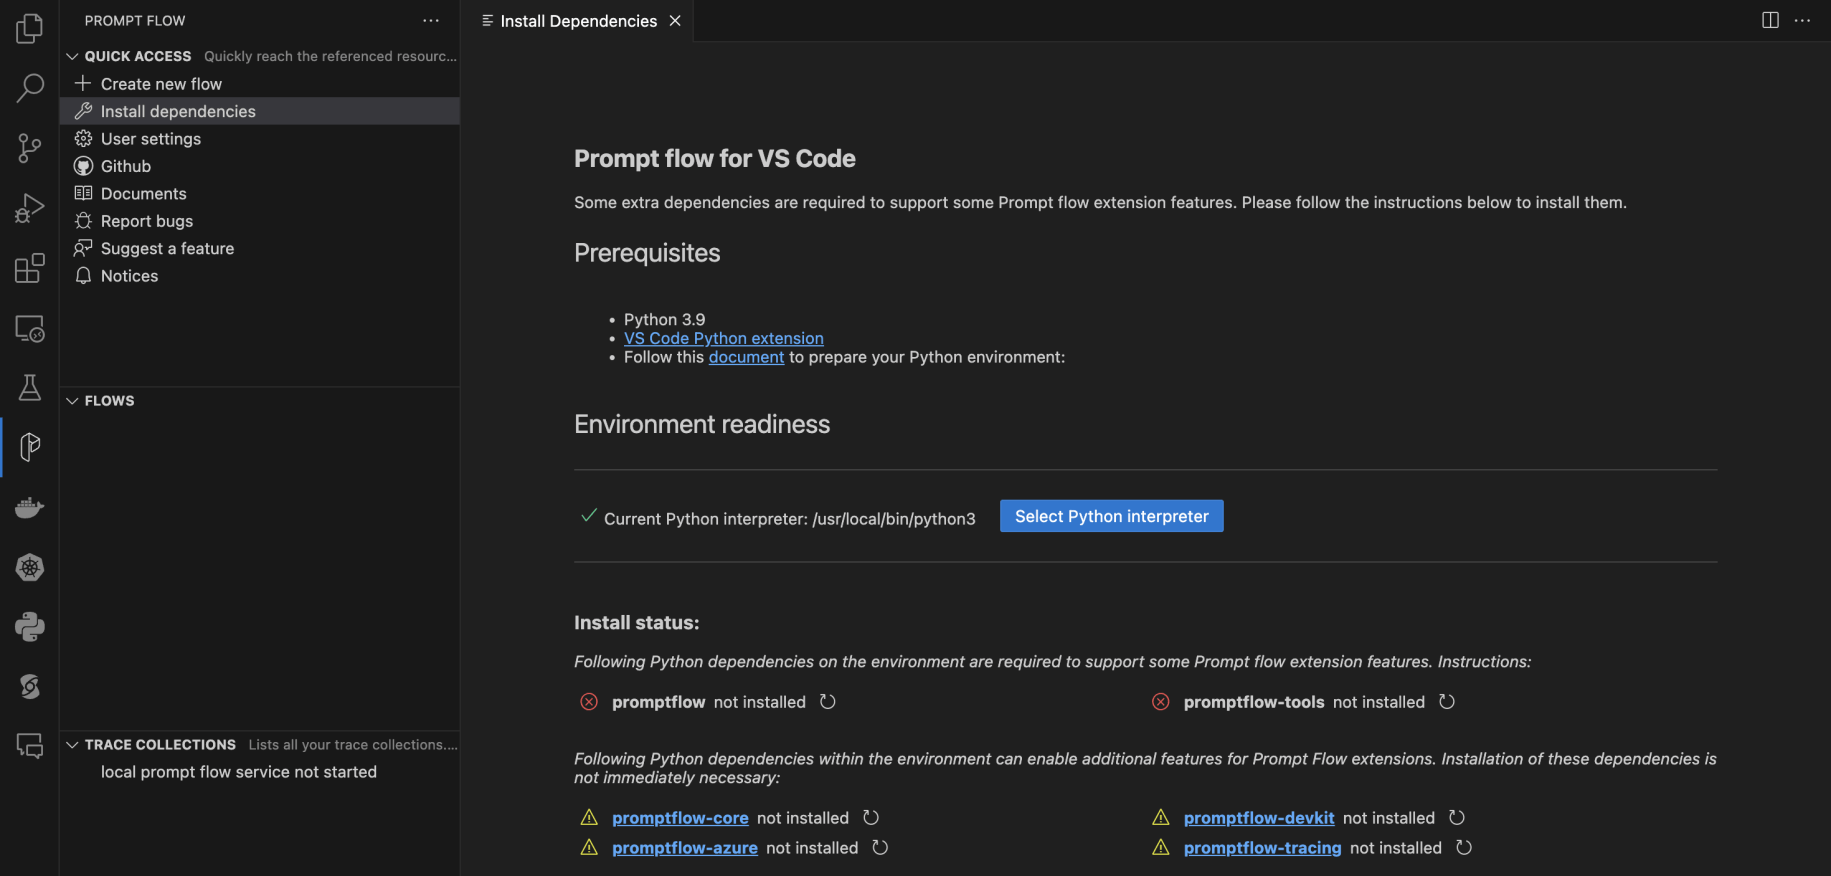 PROMPT FLOW
QUICK ACCESS Quickly reach the referenced resourc...
Create new flow
Install dependencies
User settings
Github
Documents
Report bugs
Suggest a feature
Notices
FLOWS
TRACE COLLECTIONS Lists all your trace collections....
local prompt flow service not started
Install Dependencies
Prompt flow for VS Code
Some extra dependencies are required to support some Prompt flow extension features. Please follow the instructions below to install them.
Prerequisites
• Python 3.9
• VS Code Python extension
• Follow this document to prepare your Python environment:
Environment readiness
Current Python interpreter: /usr/local/bin/python3 Select Python interpreter
Install status:
Following Python dependencies on the environment are required to support some Prompt flow extension features. Instructions:
promptflow not installed promptflow-tools not installed
Following Python dependencies within the environment can enable additional features for Prompt Flow extensions. Installation of these dependencies is
not immediately necessary:
promptflow-core not installed promptflow-devkit not installed
promptflow-azure not installed promptflow-tracing not installed